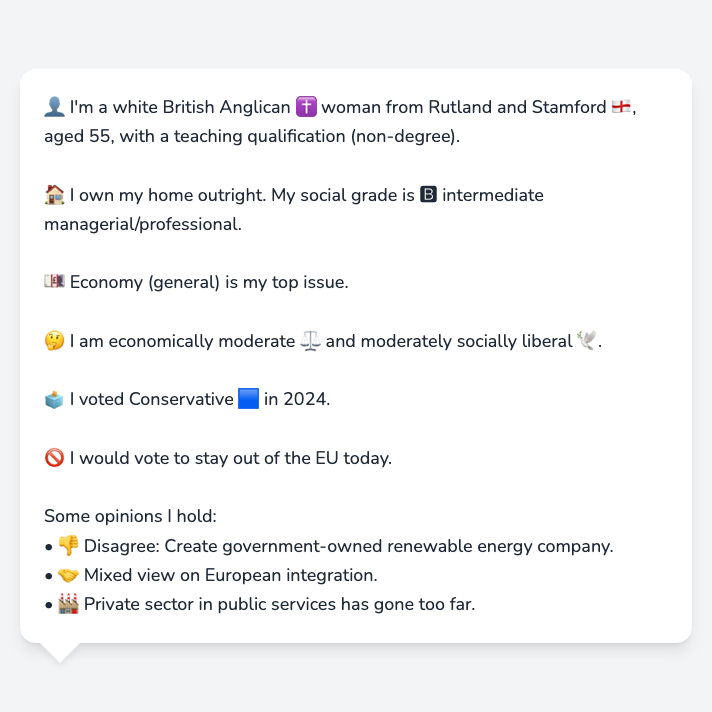 👤 I'm a white British Anglican ✝️ woman from Rutland and Stamford 🏴󠁧󠁢󠁥󠁮󠁧󠁿,
aged 55, with a teaching qualification (non-degree).
🏠 I own my home outright. My social grade is 🅱 intermediate
managerial/professional.
💷 Economy (general) is my top issue.
🤔 I am economically moderate ⚖️ and moderately socially liberal 🕊️.
🗳️ I voted Conservative 🟦 in 2024.
🚫 I would vote to stay out of the EU today.
Some opinions I hold:
• 👎 Disagree: Create government-owned renewable energy company.
• 🤝 Mixed view on European integration.
• 🏭 Private sector in public services has gone too far.